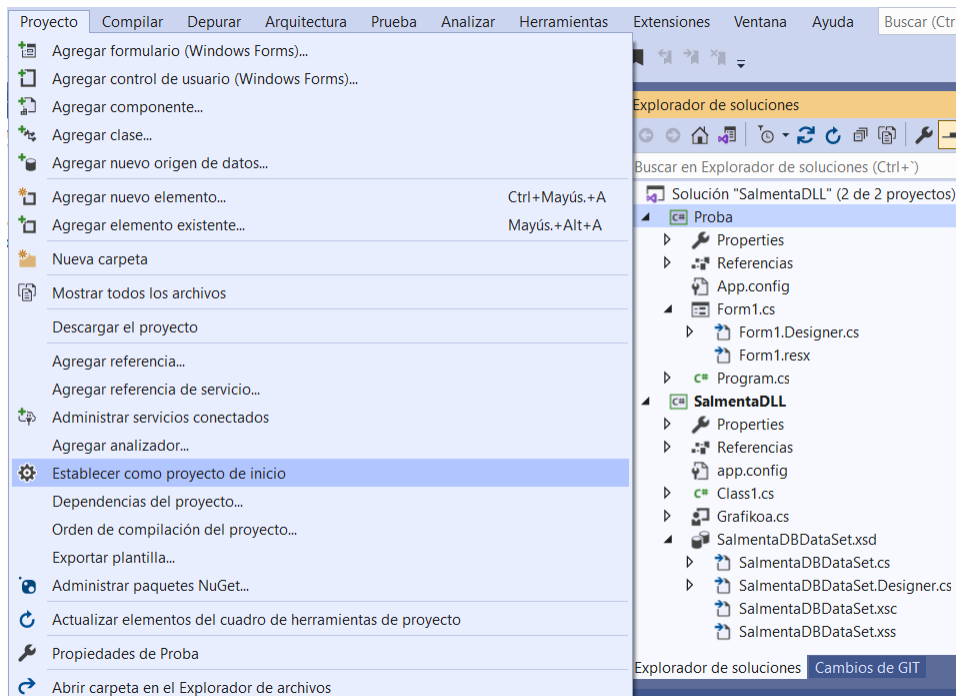 Proyecto Compilar Depurar Arquitectura Prueba Analizar Herramientas Extensiones Ventana Ayuda Buscar (Ctr
Agregar formulario (Windows Forms)...
Agregar control de usuario (Windows Forms)...
Agregar componente...
Agregar clase...
Agregar nuevo origen de datos...
Agregar nuevo elemento... Ctrl+Mayús.+A
Agregar elemento existente... Mayús.+Alt+A
Nueva carpeta
Mostrar todos los archivos
Descargar el proyecto
Agregar referencia...
Agregar referencia de servicio...
Administrar servicios conectados
Agregar analizador...
Establecer como proyecto de inicio
Dependencias del proyecto...
Orden de compilación del proyecto...
Exportar plantilla...
Administrar paquetes NuGet...
Actualizar elementos del cuadro de herramientas de proyecto
Propiedades de Proba
Abrir carpeta en el Explorador de archivos
Explorador de soluciones
Buscar en Explorador de soluciones (Ctrl+`)
Solución "SalmentaDLL" (2 de 2 proyectos)
C# Proba
Properties
Referencias
App.config
Form1.cs
Form1.Designer.cs
Form1.resx
C# Program.cs
C# SalmentaDLL
Properties
Referencias
app.config
C# Class1.cs
Grafikoa.cs
SalmentaDBDataSet.xsd
SalmentaDBDataSet.cs
SalmentaDBDataSet.Designer.cs
SalmentaDBDataSet.xsc
SalmentaDBDataSet.xss
Explorador de soluciones Cambios de GIT